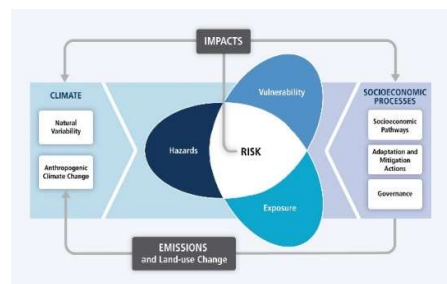 IMPACTS
CLIMATE
Natural
Variability
Anthropogenic
Climate Change
Vulnerability
Hazards
RISK
Exposure
SOCIOECONOMIC
PROCESSES
Socioeconomic
Pathways
Adaptation and
Mitigation
Actions
Governance
EMISSIONS
and Land-use Change